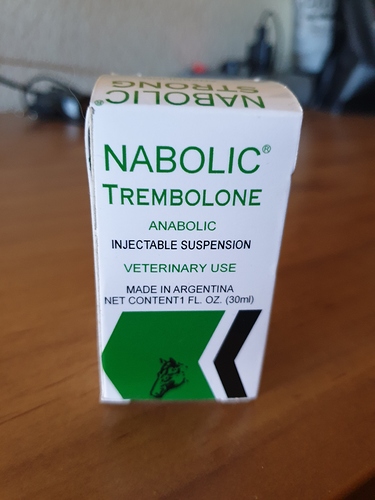 NABOLIC®
STRONG
NABOLIC®
TREMBOLONE
ANABOLIC
INJECTABLE SUSPENSION
VETERINARY USE
MADE IN ARGENTINA
NET CONTENT1 FL. OZ. (30ml)